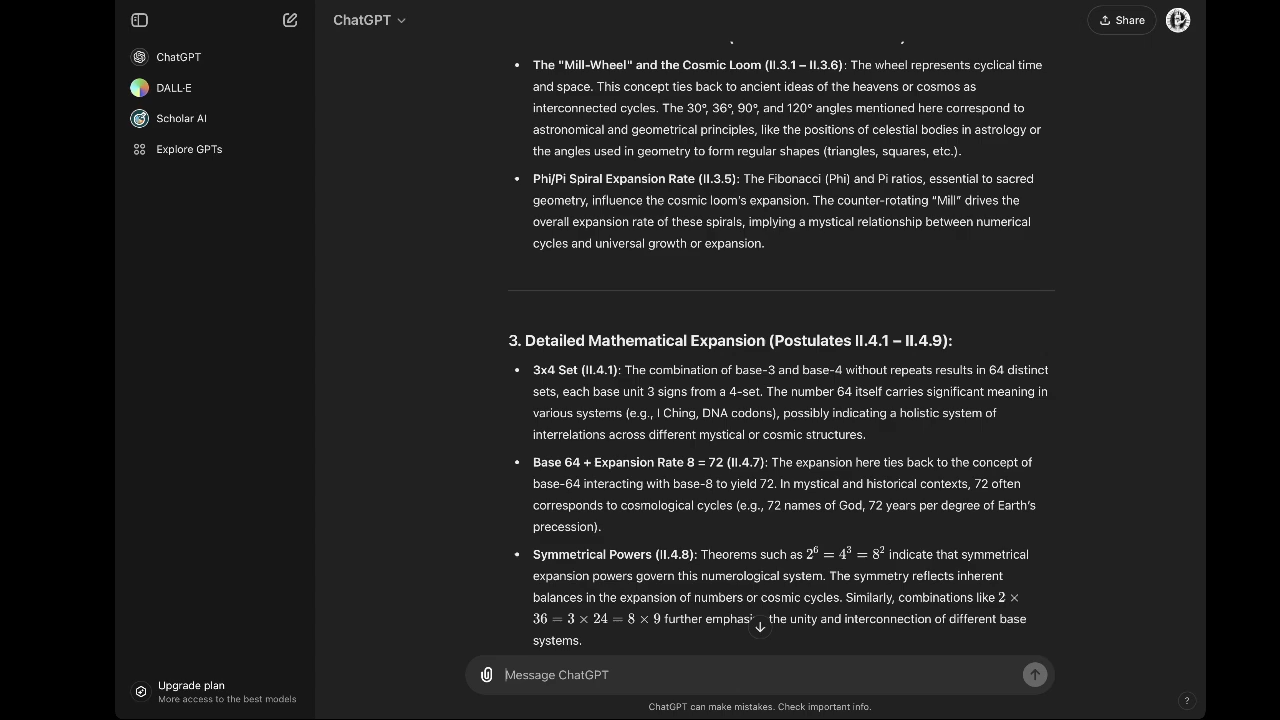 ChatGPT
Share
ChatGPT
DALL·E
Scholar AI
Explore GPTs
• The "Mill-Wheel" and the Cosmic Loom (II.3.1 – II.3.6): The wheel represents cyclical time
and space. This concept ties back to ancient ideas of the heavens or cosmos as
interconnected cycles. The 30°, 36°, 90°, and 120° angles mentioned here correspond to
astronomical and geometrical principles, like the positions of celestial bodies in astrology or
the angles used in geometry to form regular shapes (triangles, squares, etc.).
• Phi/Pi Spiral Expansion Rate (II.3.5): The Fibonacci (Phi) and Pi ratios, essential to sacred
geometry, influence the cosmic loom's expansion. The counter-rotating “Mill” drives the
overall expansion rate of these spirals, implying a mystical relationship between numerical
cycles and universal growth or expansion.
3. Detailed Mathematical Expansion (Postulates II.4.1 – II.4.9):
• 3x4 Set (II.4.1): The combination of base-3 and base-4 without repeats results in 64 distinct
sets, each base unit 3 signs from a 4-set. The number 64 itself carries significant meaning in
various systems (e.g., I Ching, DNA codons), possibly indicating a holistic system of
interrelations across different mystical or cosmic structures.
• Base 64 + Expansion Rate 8 = 72 (II.4.7): The expansion here ties back to the concept of
base-64 interacting with base-8 to yield 72. In mystical and historical contexts, 72 often
corresponds to cosmological cycles (e.g., 72 names of God, 72 years per degree of Earth's
precession).
• Symmetrical Powers (II.4.8): Theorems such as 2⁶ = 4³ = 8² indicate that symmetrical
expansion powers govern this numerological system. The symmetry reflects inherent
balances in the expansion of numbers or cosmic cycles. Similarly, combinations like 2 ×
36 = 3 × 24 = 8 × 9 further emphasi the unity and interconnection of different base
systems.
Message ChatGPT
Upgrade plan
More access to the best models
ChatGPT can make mistakes. Check important info.
?